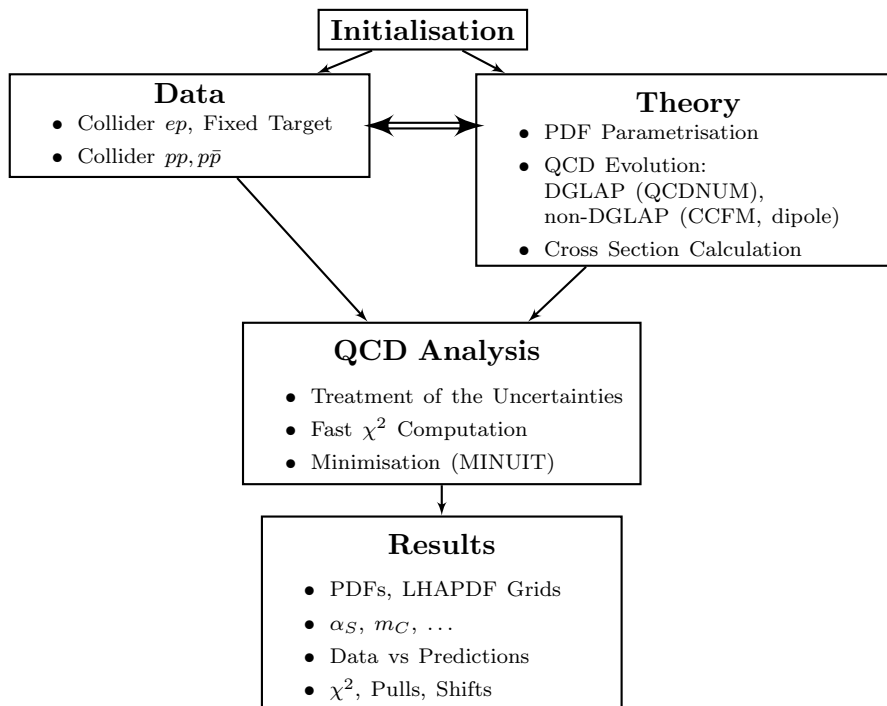 Initialisation
Data
• Collider ep, Fixed Target
• Collider pp, pp̄
Theory
• PDF Parametrisation
• QCD Evolution:
DGLAP (QCDNUM),
non-DGLAP (CCFM, dipole)
• Cross Section Calculation
QCD Analysis
• Treatment of the Uncertainties
• Fast χ² Computation
• Minimisation (MINUIT)
Results
• PDFs, LHAPDF Grids
• α_S, m_C, …
• Data vs Predictions
• χ², Pulls, Shifts